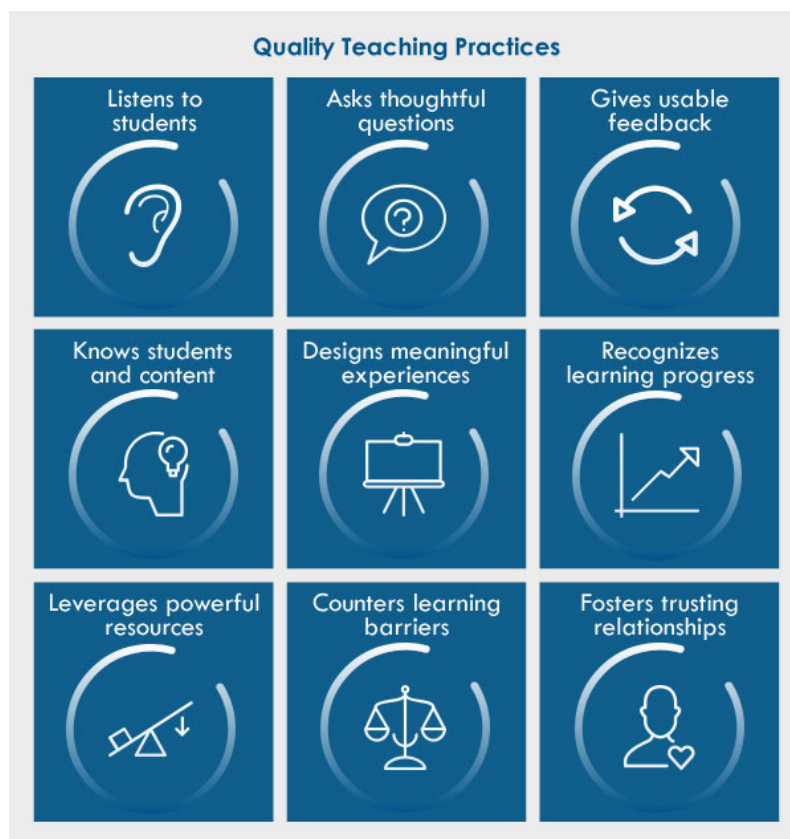 Quality Teaching Practices
Listens to
students
Asks thoughtful
questions
Gives usable
feedback
?
Knows students
and content
Designs meaningful
experiences
Recognizes
learning progress
Leverages powerful
resources
Counters learning
barriers
Fosters trusting
relationships